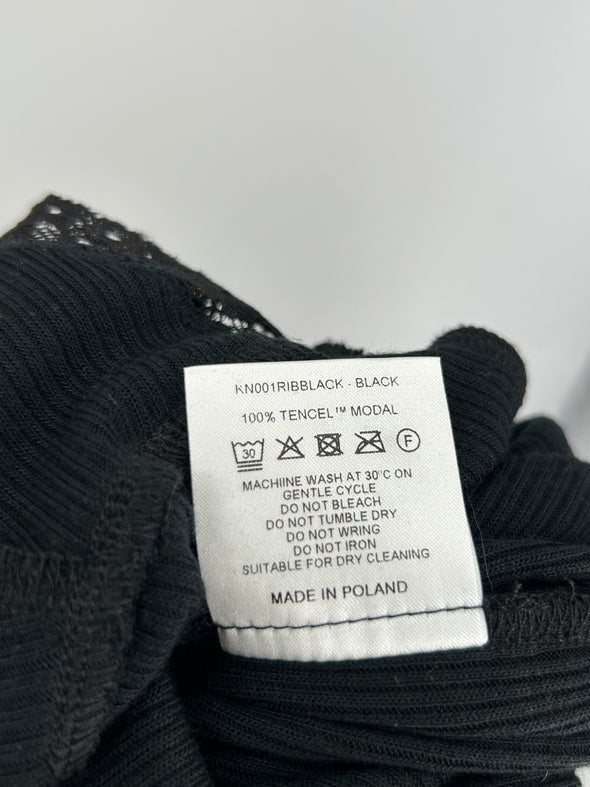 KN001RIBBLACK - BLACK
100% TENCEL™ MODAL
30 F
MACHIINE WASH AT 30°C ON
GENTLE CYCLE
DO NOT BLEACH
DO NOT TUMBLE DRY
DO NOT WRING
DO NOT IRON
SUITABLE FOR DRY CLEANING
MADE IN POLAND